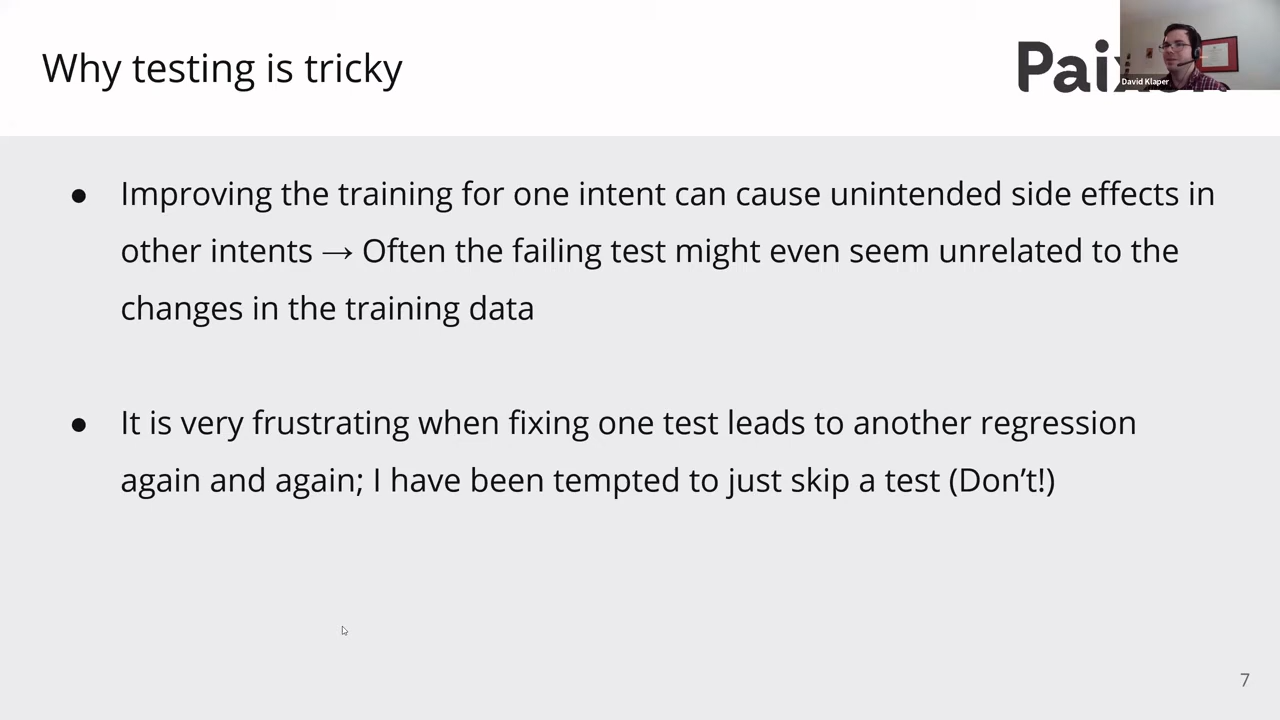 Why testing is tricky
David Klaper
● Improving the training for one intent can cause unintended side effects in
other intents → Often the failing test might even seem unrelated to the
changes in the training data
● It is very frustrating when fixing one test leads to another regression
again and again; I have been tempted to just skip a test (Don’t!)
7